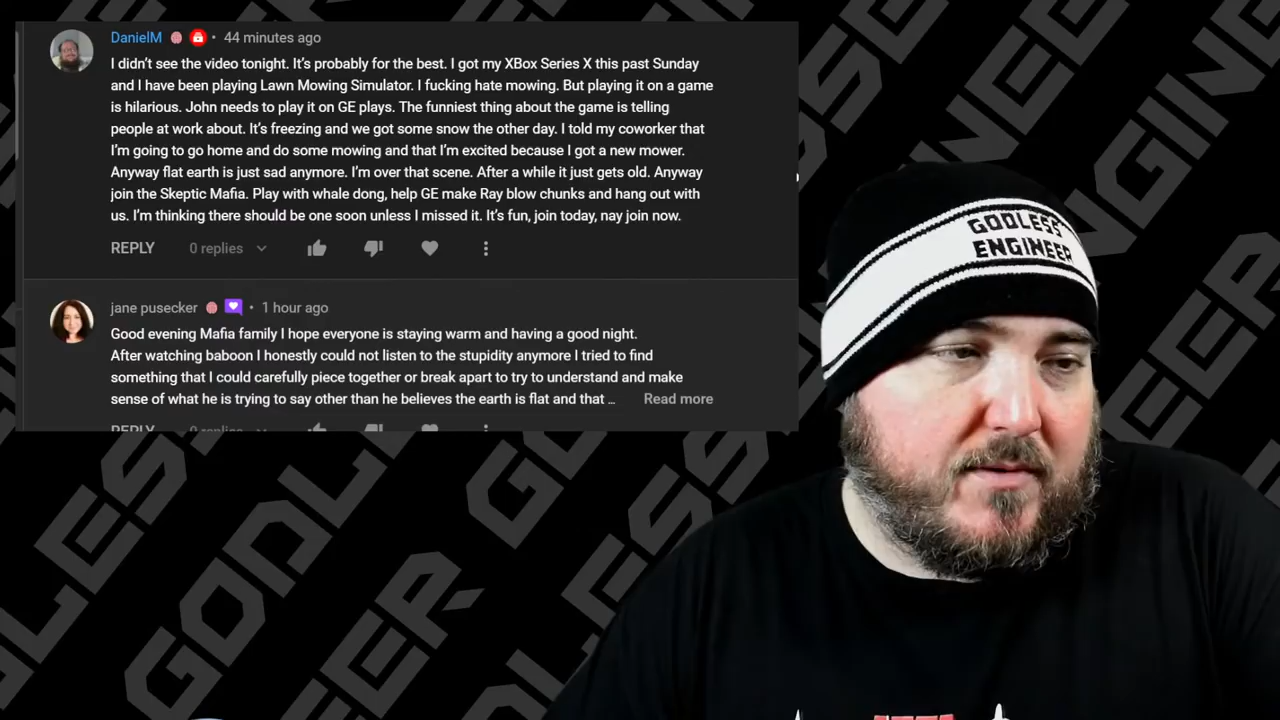 DanielM • 44 minutes ago
I didn't see the video tonight. It's probably for the best. I got my XBox Series X this past Sunday
and I have been playing Lawn Mowing Simulator. I fucking hate mowing. But playing it on a game
is hilarious. John needs to play it on GE plays. The funniest thing about the game is telling
people at work about. It's freezing and we got some snow the other day. I told my coworker that
I'm going to go home and do some mowing and that I'm excited because I got a new mower.
Anyway flat earth is just sad anymore. I'm over that scene. After a while it just gets old. Anyway
join the Skeptic Mafia. Play with whale dong, help GE make Ray blow chunks and hang out with
us. I'm thinking there should be one soon unless I missed it. It's fun, join today, nay join now.
REPLY 0 replies
jane pusecker • 1 hour ago
Good evening Mafia family I hope everyone is staying warm and having a good night.
After watching baboon I honestly could not listen to the stupidity anymore I tried to find
something that I could carefully piece together or break apart to try to understand and make
sense of what he is trying to say other than he believes the earth is flat and that ... Read more
REPLY 0 replies
GODLESS
ENGINEER